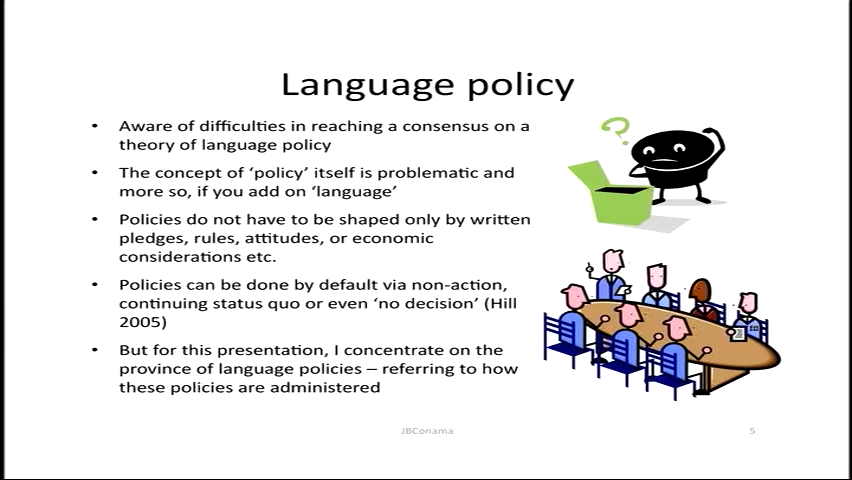 Language policy
• Aware of difficulties in reaching a consensus on a
theory of language policy
• The concept of ‘policy’ itself is problematic and
more so, if you add on ‘language’
• Policies do not have to be shaped only by written
pledges, rules, attitudes, or economic
considerations etc.
• Policies can be done by default via non-action,
continuing status quo or even ‘no decision’ (Hill
2005)
• But for this presentation, I concentrate on the
province of language policies – referring to how
these policies are administered
?
JBConama
5